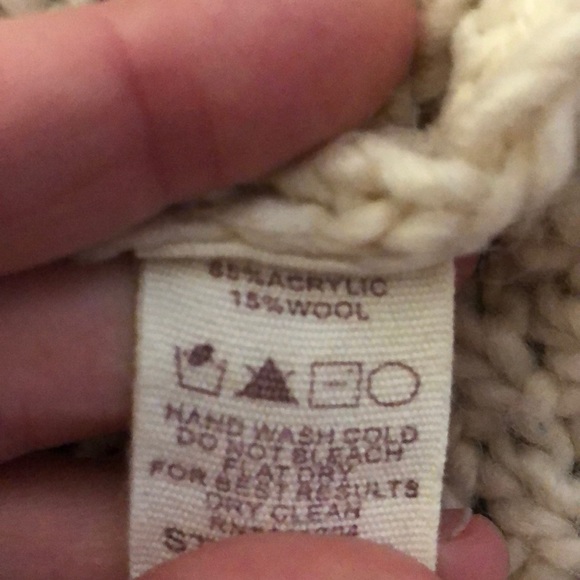 85%ACRYLIC
15%WOOL
HAND WASH COLD
DO NOT BLEACH
FLAT DRY
FOR BEST RESULTS
DRY CLEAN